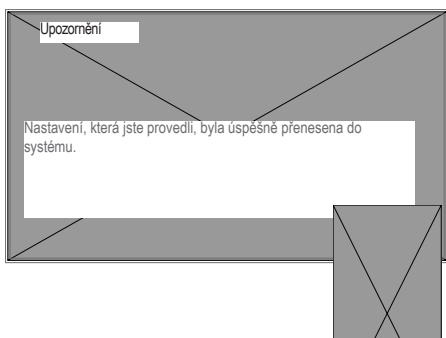 Upozornění
Nastavení, která jste provedli, byla úspěšně přenesena do
systému.